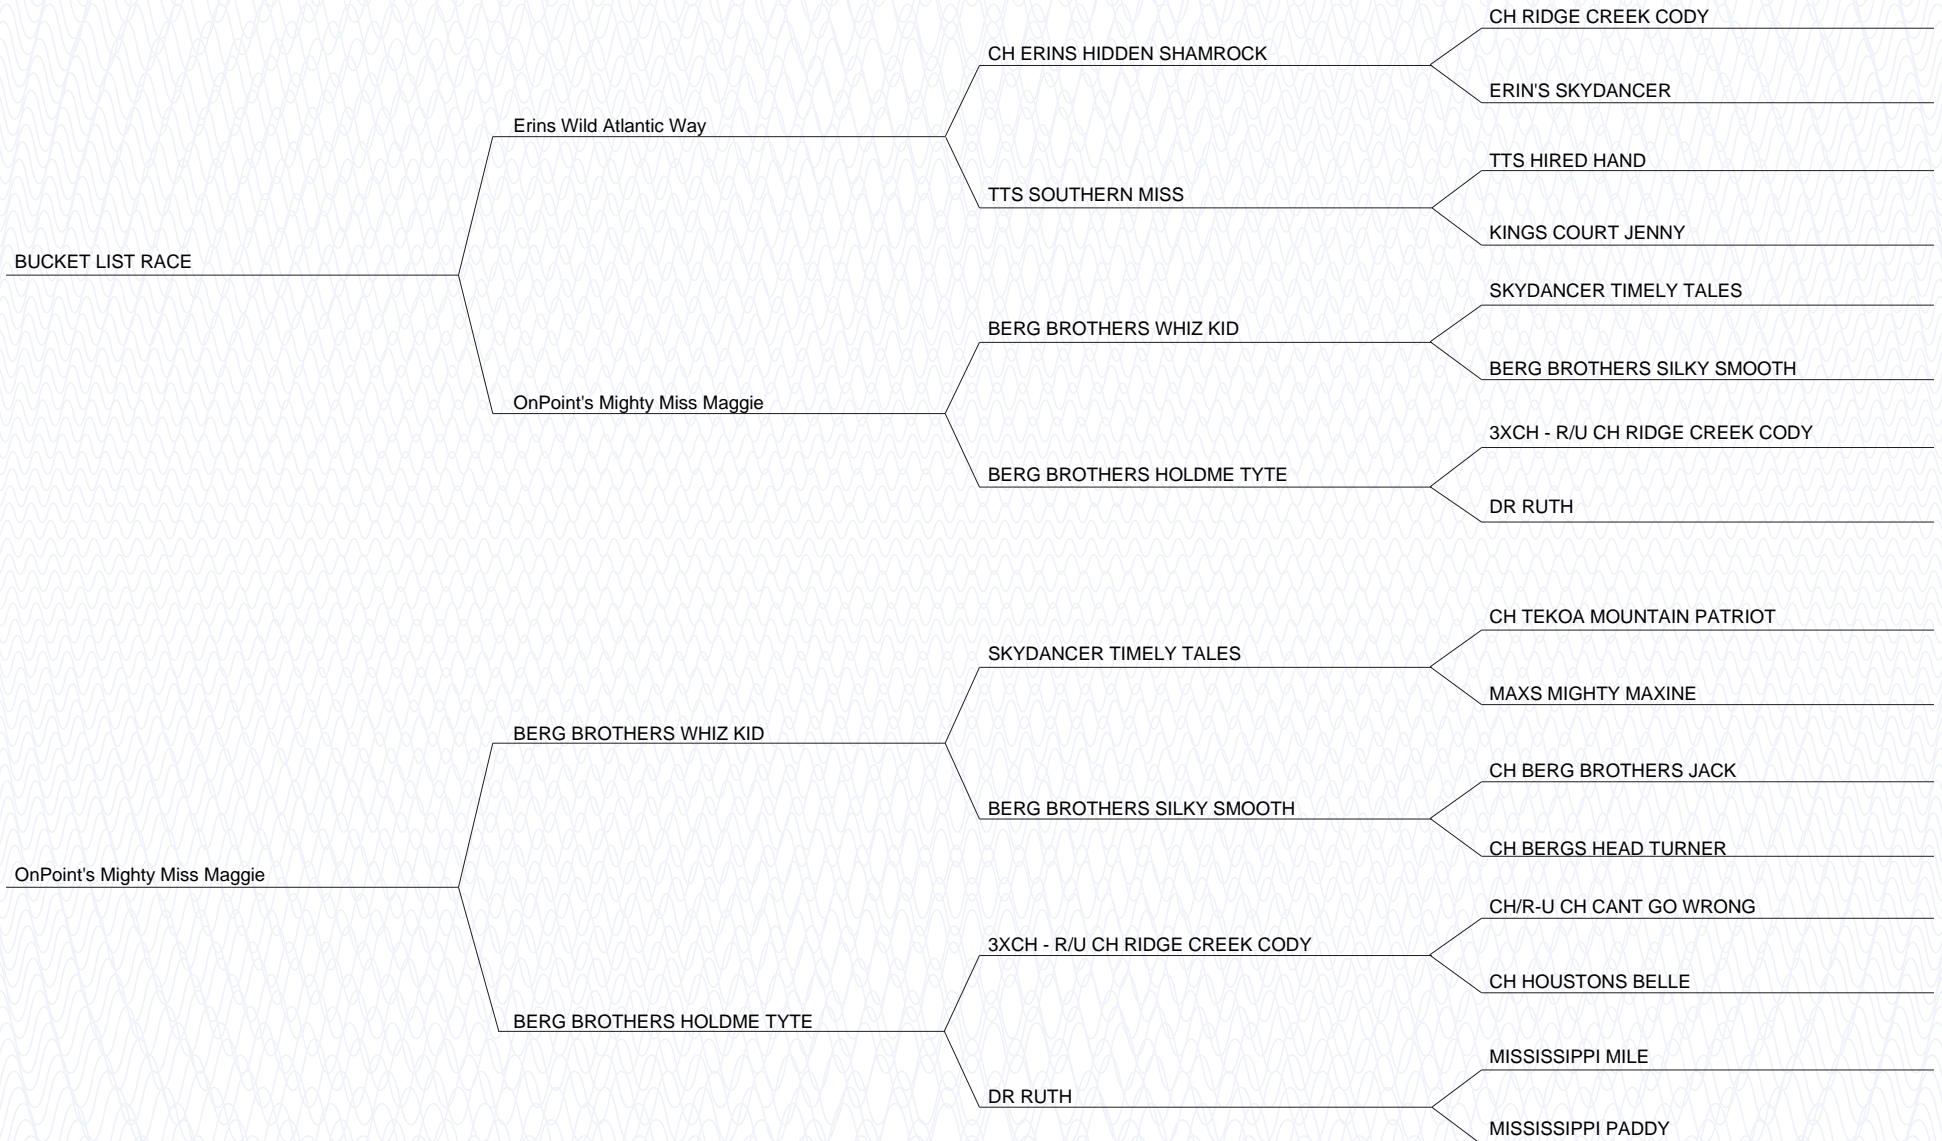 CH RIDGE CREEK CODY
CH ERINS HIDDEN SHAMROCK
ERIN'S SKYDANCER
Erins Wild Atlantic Way
TTS HIRED HAND
TTS SOUTHERN MISS
KINGS COURT JENNY
BUCKET LIST RACE
SKYDANCER TIMELY TALES
BERG BROTHERS WHIZ KID
BERG BROTHERS SILKY SMOOTH
OnPoint's Mighty Miss Maggie
3XCH - R/U CH RIDGE CREEK CODY
BERG BROTHERS HOLDME TYTE
DR RUTH
CH TEKOA MOUNTAIN PATRIOT
SKYDANCER TIMELY TALES
MAXS MIGHTY MAXINE
BERG BROTHERS WHIZ KID
CH BERG BROTHERS JACK
BERG BROTHERS SILKY SMOOTH
CH BERGS HEAD TURNER
OnPoint's Mighty Miss Maggie
CH/R-U CH CANT GO WRONG
3XCH - R/U CH RIDGE CREEK CODY
CH HOUSTONS BELLE
BERG BROTHERS HOLDME TYTE
MISSISSIPPI MILE
DR RUTH
MISSISSIPPI PADDY